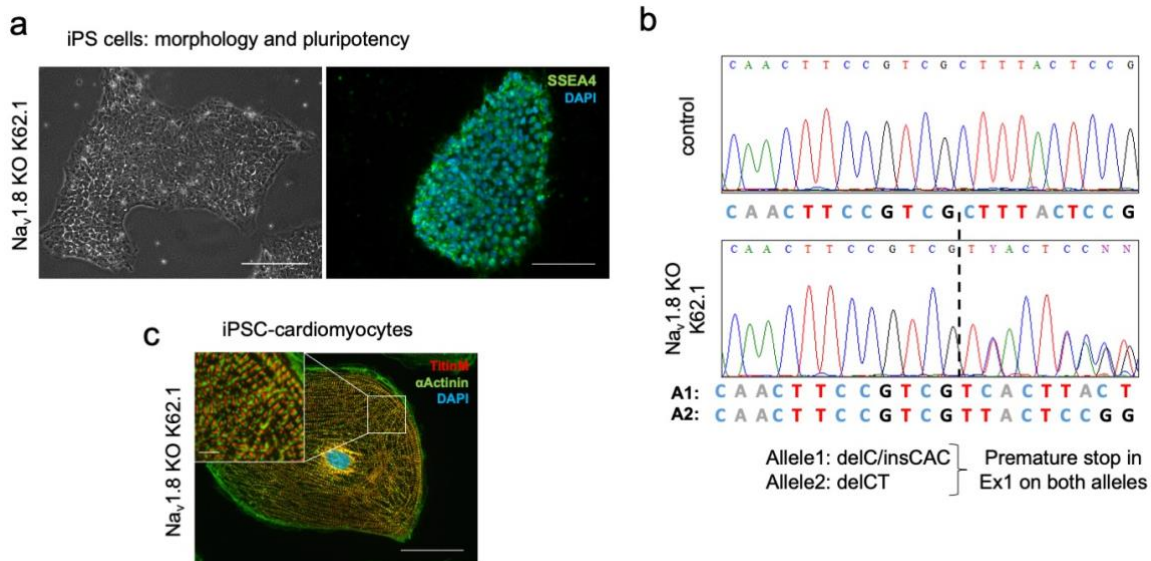 a
iPS cells: morphology and pluripotency
Nav1.8 KO K62.1
SSEA4
DAPI
b
control
C A A C T T C C G T C G C T T T A C T C C G
C A A C T T C C G T C G C T T T A C T C C G
Nav1.8 KO
K62.1
C A A C T T C C G T C G T Y A C T C C N N
A1: C A A C T T C C G T C G T C A C T T A C T
A2: C A A C T T C C G T C G T T A C T C C G G
Allele1: delC/insCAC
Allele2: delCT
Premature stop in
Ex1 on both alleles
c
iPSC-cardiomyocytes
Nav1.8 KO K62.1
TitinM
αActinin
DAPI